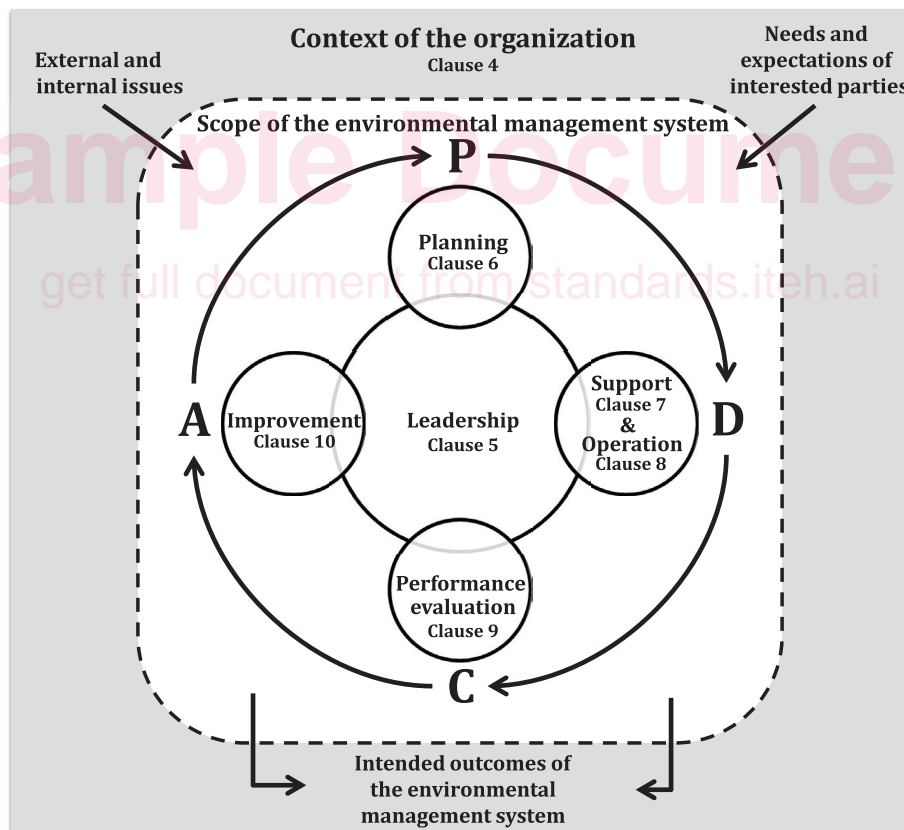 Context of the organization
Clause 4
External and
internal issues
Needs and
expectations of
interested parties
Scope of the environmental management system
ample Docume
get full document from standards.iteh.ai
P
Planning
Clause 6
A
Improvement
Clause 10
Leadership
Clause 5
Support
Clause 7
&
Operation
Clause 8
D
Performance
evaluation
Clause 9
C
Intended outcomes of
the environmental
management system